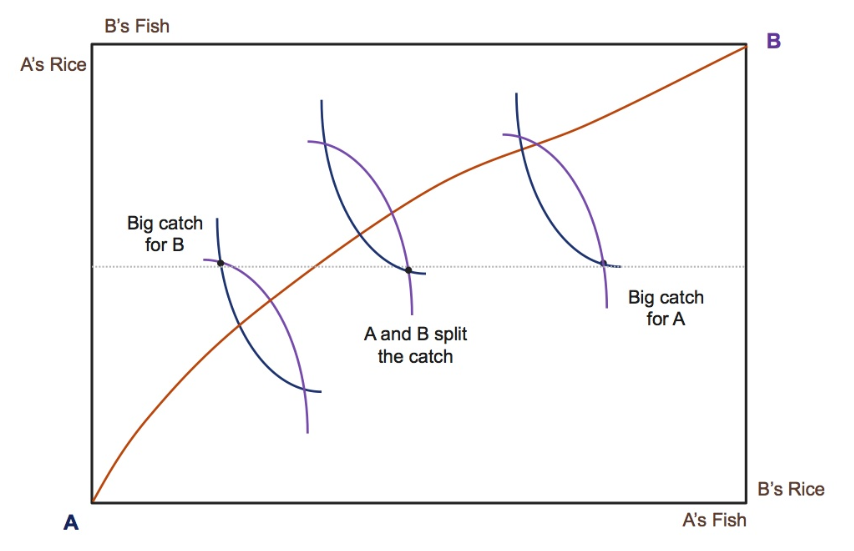 B's Fish
B
A's Rice
Big catch
for B
A and B split
the catch
Big catch
for A
B's Rice
A's Fish
A